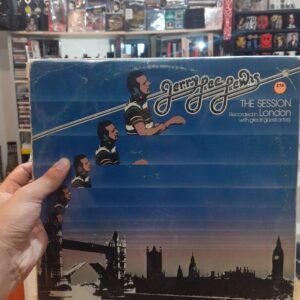 Jerry Lee Lewis
THE SESSION
Recorded in London
with great guest artists